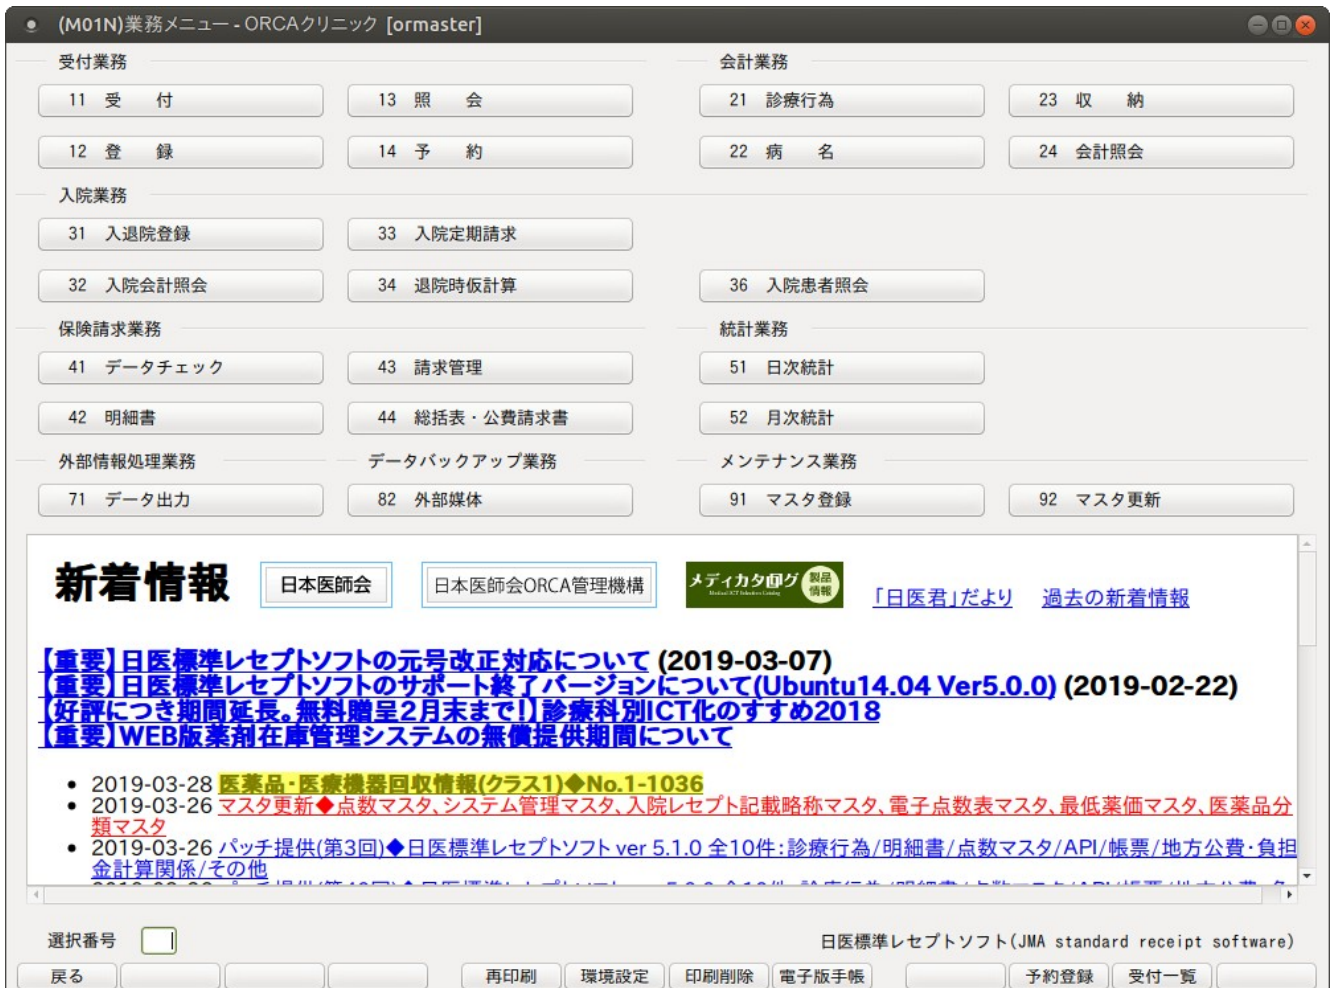 (M01N)業務メニュー - ORCAクリニック [ormaster]
受付業務
会計業務
11 受 付
13 照 会
21 診療行為
23 収 納
12 登 録
14 予 約
22 病 名
24 会計照会
入院業務
31 入退院登録
33 入院定期請求
32 入院会計照会
34 退院時仮計算
36 入院患者照会
保険請求業務
統計業務
41 データチェック
43 請求管理
51 日次統計
42 明細書
44 総括表・公費請求書
52 月次統計
外部情報処理業務
データバックアップ業務
メンテナンス業務
71 データ出力
82 外部媒体
91 マスタ登録
92 マスタ更新
新着情報
日本医師会
日本医師会ORCA管理機構
メディカタログ
製品情報
「日医君」だより
過去の新着情報
【重要】日医標準レセプトソフトの元号改正対応について (2019-03-07)
【重要】日医標準レセプトソフトのサポート終了バージョンについて(Ubuntu14.04 Ver5.0.0) (2019-02-22)
【好評につき期間延長。無料贈呈2月末まで!】診療科別ICT化のすすめ2018
【重要】WEB版薬剤在庫管理システムの無償提供期間について
• 2019-03-28 医薬品・医療機器回収情報(クラス1)◆No.1-1036
• 2019-03-26 マスタ更新◆点数マスタ、システム管理マスタ、入院レセプト記載略称マスタ、電子点数表マスタ、最低薬価マスタ、医薬品分
類マスタ
• 2019-03-26 パッチ提供(第3回)◆日医標準レセプトソフト ver 5.1.0 全10件:診療行為/明細書/点数マスタ/API/帳票/地方公費・負担
金計算関係/その他
選択番号
日医標準レセプトソフト(JMA standard receipt software)
戻る
再印刷
環境設定
印刷削除
電子版手帳
予約登録
受付一覧